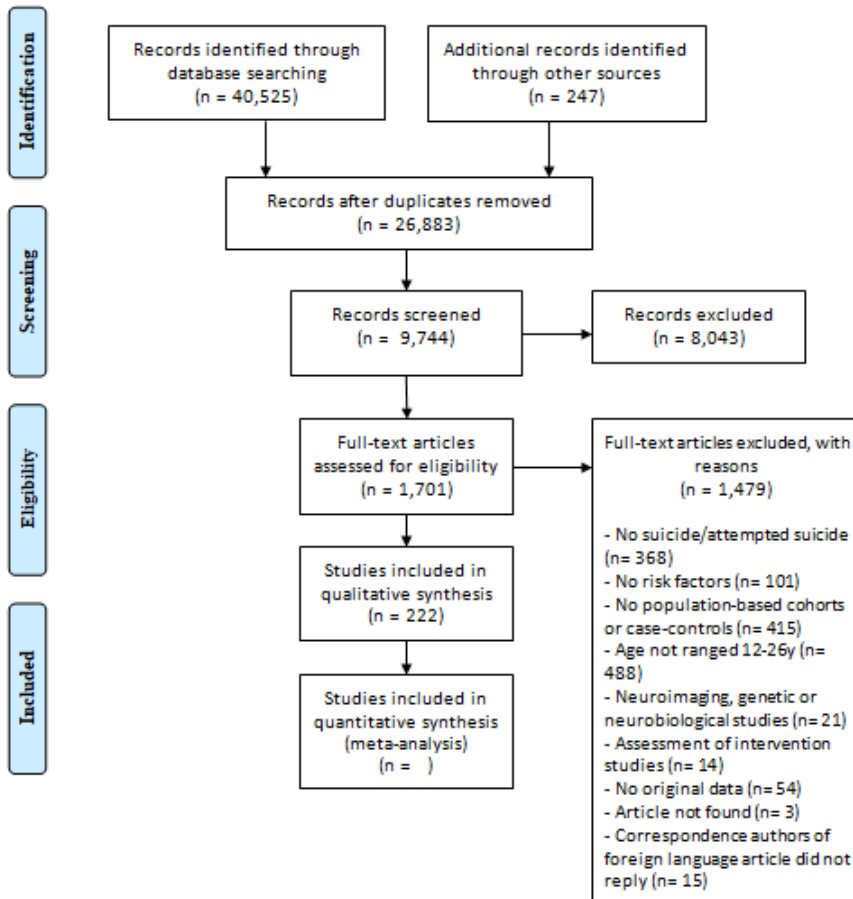 Identification
Records identified through
database searching
(n = 40,525)
Additional records identified
through other sources
(n = 247)
Records after duplicates removed
(n = 26,883)
Screening
Records screened
(n = 9,744)
Records excluded
(n = 8,043)
Eligibility
Full-text articles
assessed for eligibility
(n = 1,701)
Full-text articles excluded, with
reasons
(n = 1,479)
- No suicide/attempted suicide
(n= 368)
- No risk factors (n= 101)
- No population-based cohorts
or case-controls (n= 415)
- Age not ranged 12-26y (n=
488)
- Neuroimaging, genetic or
neurobiological studies (n= 21)
- Assessment of intervention
studies (n= 14)
- No original data (n= 54)
- Article not found (n= 3)
- Correspondence authors of
foreign language article did not
reply (n= 15)
Studies included in
qualitative synthesis
(n = 222)
Included
Studies included in
quantitative synthesis
(meta-analysis)
(n =   )